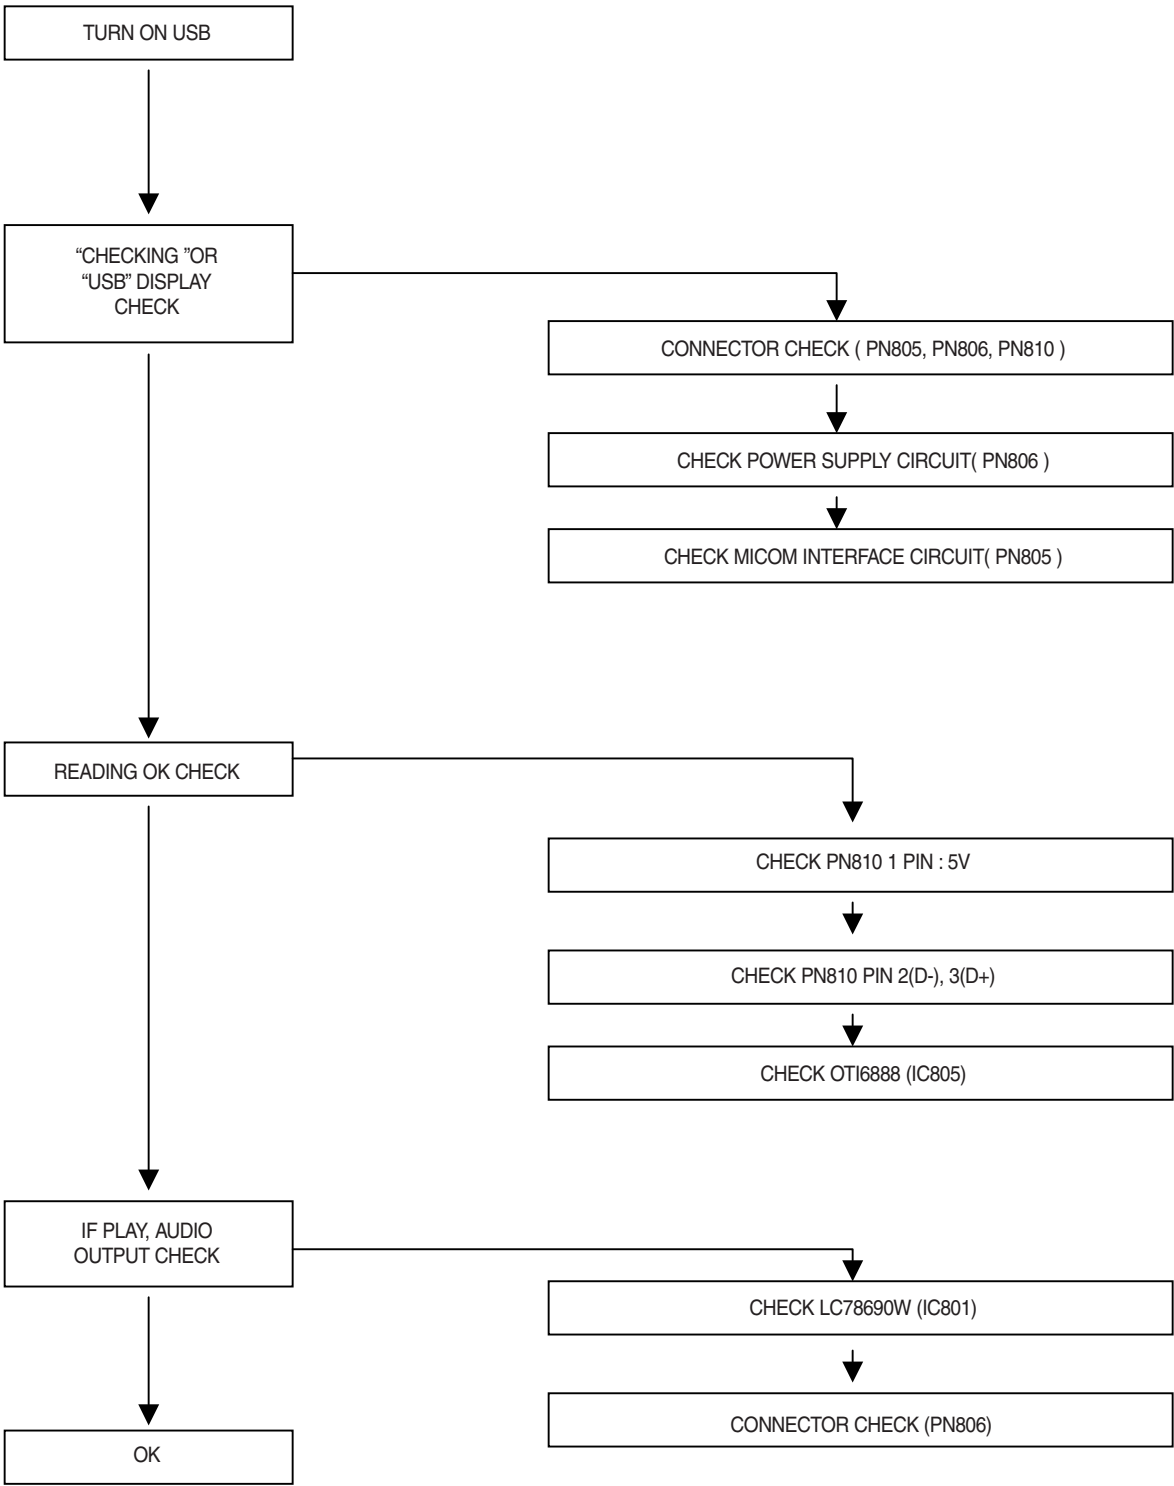 TURN ON USB
“CHECKING ”OR
“USB” DISPLAY
CHECK
CONNECTOR CHECK ( PN805, PN806, PN810 )
CHECK POWER SUPPLY CIRCUIT( PN806 )
CHECK MICOM INTERFACE CIRCUIT( PN805 )
READING OK CHECK
CHECK PN810 1 PIN : 5V
CHECK PN810 PIN 2(D-), 3(D+)
CHECK OTI6888 (IC805)
IF PLAY, AUDIO
OUTPUT CHECK
CHECK LC78690W (IC801)
CONNECTOR CHECK (PN806)
OK